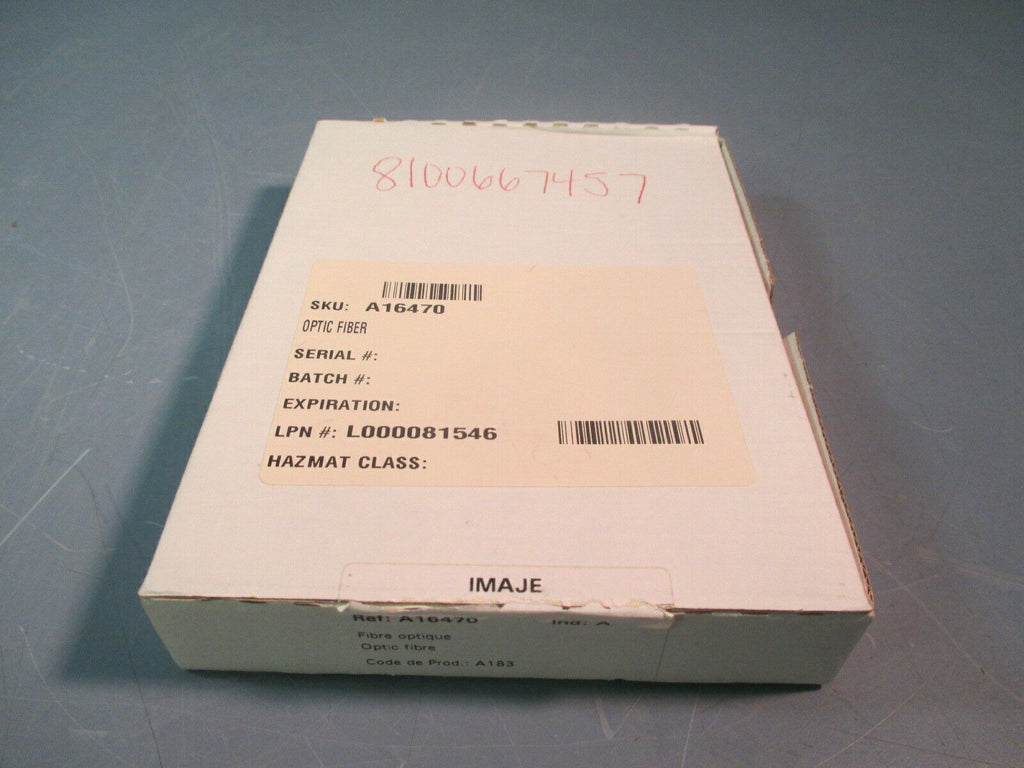 8100667457
SKU: A16470
OPTIC FIBER
SERIAL #:
BATCH #:
EXPIRATION:
LPN #: L000081546
HAZMAT CLASS:
IMAJE
Ref: A16470 Ind: A
Fibre optique
Optic fibre
Code de Prod.: A183